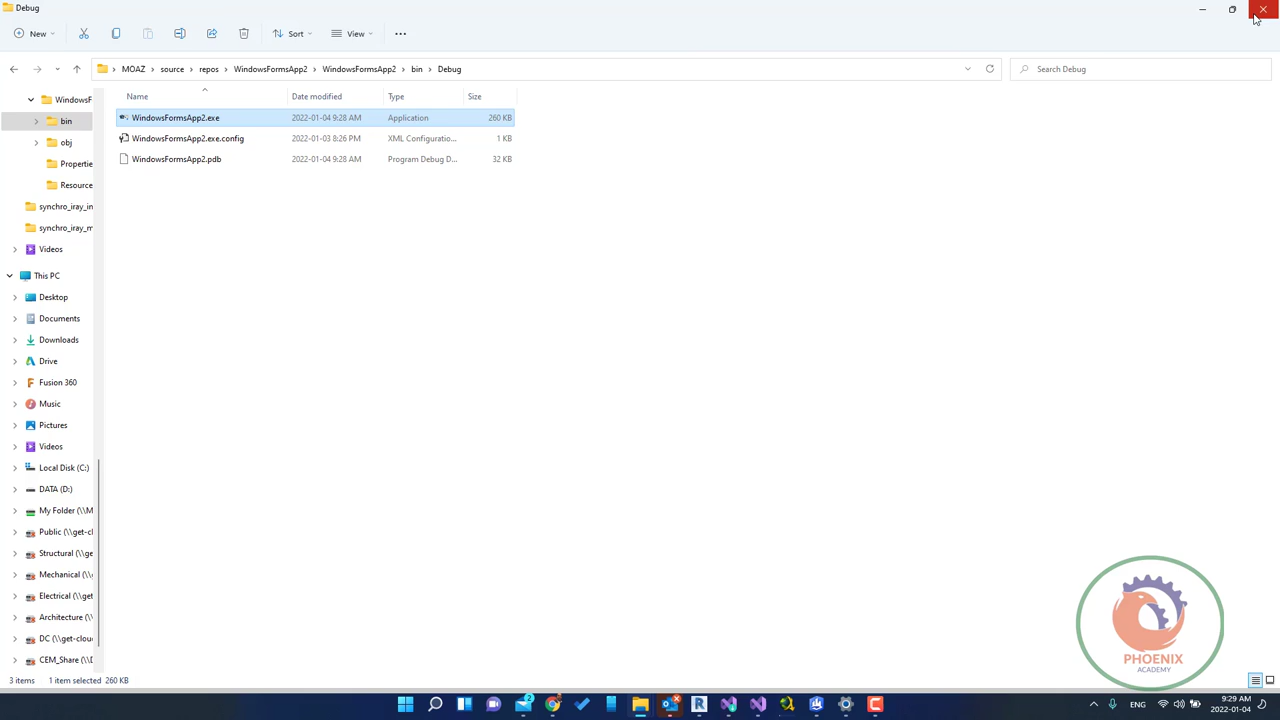 Debug
New
Sort
View
MOAZ > source > repos > WindowsFormsApp2 > WindowsFormsApp2 > bin > Debug
Search Debug
Name Date modified Type Size
WindowsFormsApp2.exe 2022-01-04 9:28 AM Application 260 KB
WindowsFormsApp2.exe.config 2022-01-03 8:26 PM XML Configuratio... 1 KB
WindowsFormsApp2.pdb 2022-01-04 9:28 AM Program Debug D... 32 KB
WindowsF
bin
obj
Propertie
Resource
synchro_iray_in
synchro_iray_m
Videos
This PC
Desktop
Documents
Downloads
Drive
Fusion 360
Music
Pictures
Videos
Local Disk (C:)
DATA (D:)
My Folder (\\M
Public (\\get-cl
Structural (\\ge
Mechanical (\\g
Electrical (\\get
Architecture (\\
DC (\\get-clou
CEM_Share (\\D
3 items 1 item selected 260 KB
PHOENIX
ACADEMY
2
R
ENG
9:29 AM
2022-01-04